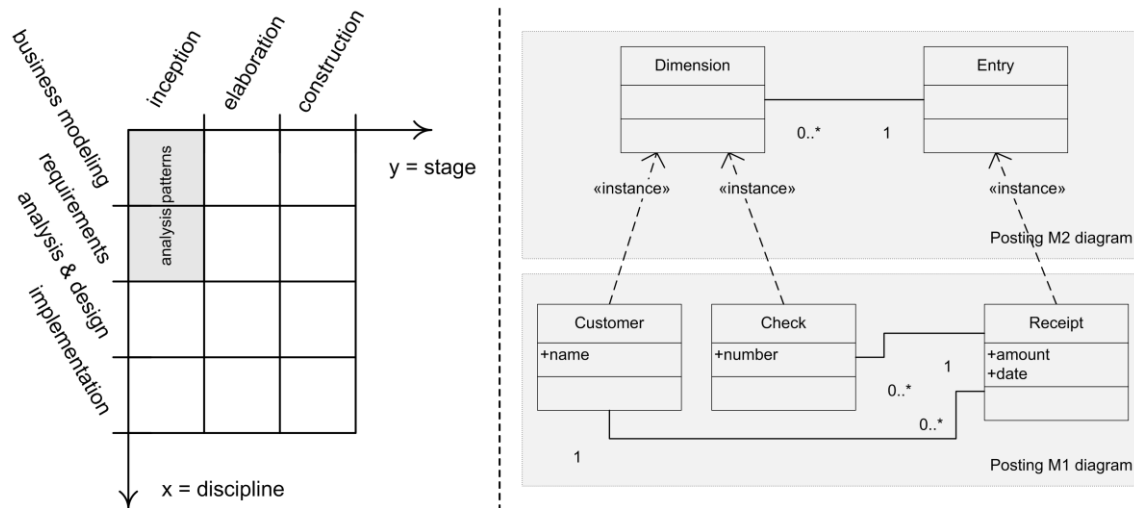 inception
elaboration
construction
business modeling
requirements
analysis & design
implementation
analysis patterns
y = stage
x = discipline
Dimension
Entry
0..*
1
«instance»
«instance»
«instance»
Posting M2 diagram
Customer
+name
Check
+number
Receipt
+amount
+date
1
0..*
0..*
1
Posting M1 diagram